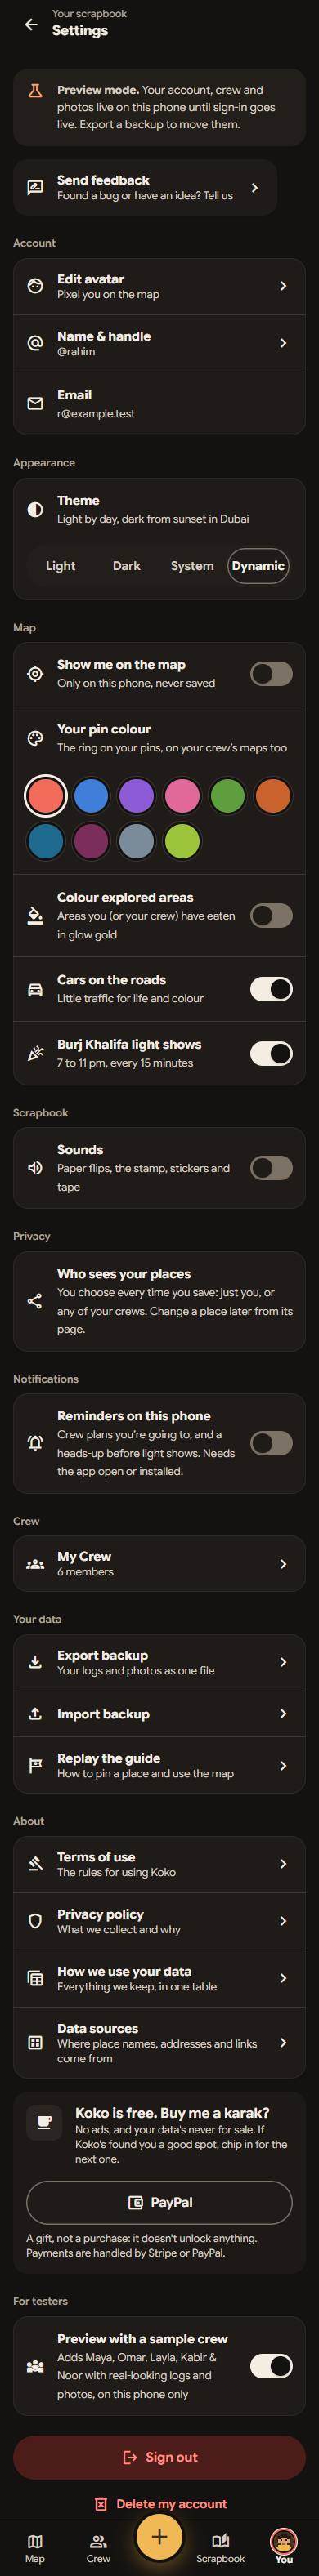 Your scrapbook
Settings
Preview mode. Your account, crew and
photos live on this phone until sign-in goes
live. Export a backup to move them.
Send feedback
Found a bug or have an idea? Tell us
Account
Edit avatar
Pixel you on the map
Name & handle
@rahim
Email
r@example.test
Appearance
Theme
Light by day, dark from sunset in Dubai
Light
Dark
System
Dynamic
Map
Show me on the map
Only on this phone, never saved
Your pin colour
The ring on your pins, on your crew's maps too
Colour explored areas
Areas you (or your crew) have eaten
in glow gold
Cars on the roads
Little traffic for life and colour
Burj Khalifa light shows
7 to 11 pm, every 15 minutes
Scrapbook
Sounds
Paper flips, the stamp, stickers and
tape
Privacy
Who sees your places
You choose every time you save: just you, or
any of your crews. Change a place later from its
page.
Notifications
Reminders on this phone
Crew plans you're going to, and a
heads-up before light shows. Needs
the app open or installed.
Crew
My Crew
6 members
Your data
Export backup
Your logs and photos as one file
Import backup
Replay the guide
How to pin a place and use the map
About
Terms of use
The rules for using Koko
Privacy policy
What we collect and why
How we use your data
Everything we keep, in one table
Data sources
Where place names, addresses and links
come from
Koko is free. Buy me a karak?
No ads, and your data's never for sale. If
Koko's found you a good spot, chip in for the
next one.
PayPal
A gift, not a purchase: it doesn't unlock anything.
Payments are handled by Stripe or PayPal.
For testers
Preview with a sample crew
Adds Maya, Omar, Layla, Kabir &
Noor with real-looking logs and
photos, on this phone only
Sign out
Delete my account
Map
Crew
Scrapbook
You